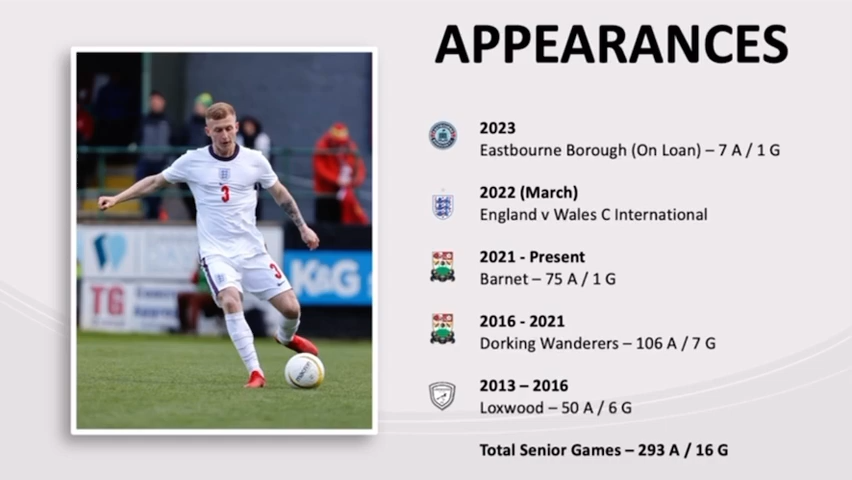 APPEARANCES
2023
Eastbourne Borough (On Loan) – 7 A / 1 G
2022 (March)
England v Wales C International
2021 - Present
Barnet – 75 A / 1 G
2016 - 2021
Dorking Wanderers – 106 A / 7 G
2013 – 2016
Loxwood – 50 A / 6 G
Total Senior Games – 293 A / 16 G
3
3
K&G
TG